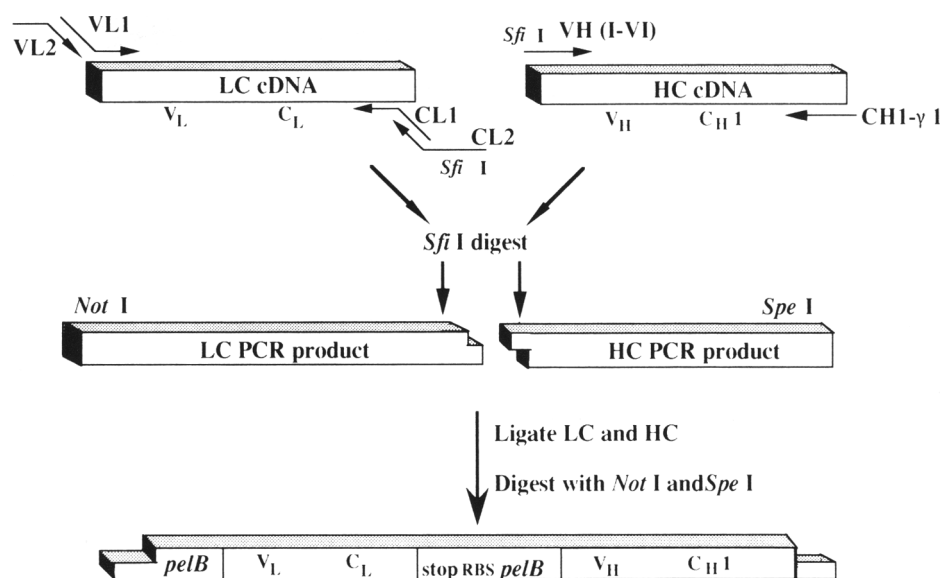 VL1
VL2
Sfi I VH (I-VI)
LC cDNA
HC cDNA
VL
CL
CL1
CL2
Sfi I
VH
CH1
CH1-γ 1
Sfi I digest
Not I
Spe I
LC PCR product
HC PCR product
Ligate LC and HC
Digest with Not I and Spe I
pelB
VL
CL
stop RBS pelB
VH
CH1